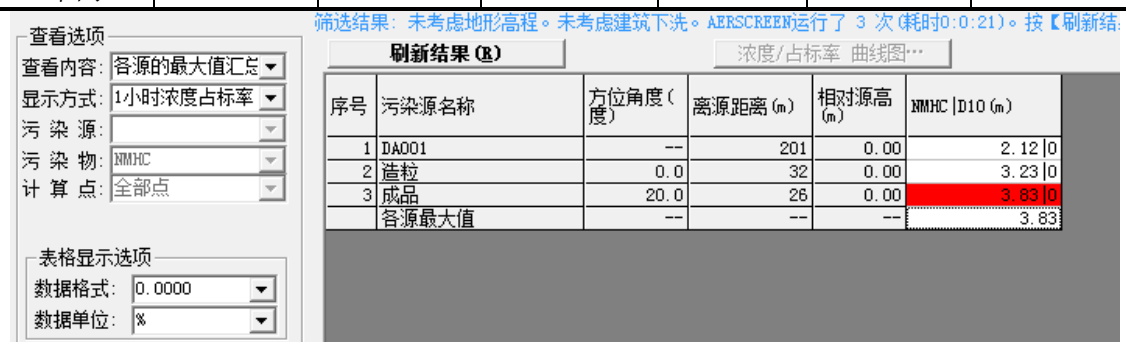 筛选结果: 未考虑地形高程。未考虑建筑下洗。AERSCREEN运行了 3 次(耗时0:0:21)。按【刷新结
查看选项
查看内容: 各源的最大值汇总
显示方式: 1小时浓度占标率
污 染 源:
污 染 物: NMHC
计 算 点: 全部点
表格显示选项
数据格式: 0.0000
数据单位: %
刷新结果(R) 浓度/占标率 曲线图…
序号 污染源名称 方位角度(度) 离源距离(m) 相对源高(m) NMHC|D10(m)
1 DA001 -- 201 0.00 2.12|0
2 造粒 0.0 32 0.00 3.23|0
3 成品 20.0 26 0.00 3.83|0
各源最大值 -- -- -- 3.83